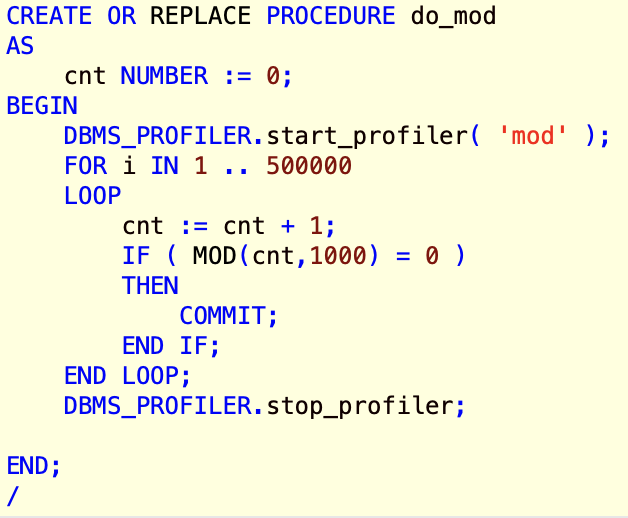 CREATE OR REPLACE PROCEDURE do_mod
AS
    cnt NUMBER := 0;
BEGIN
    DBMS_PROFILER.start_profiler( 'mod' );
    FOR i IN 1 .. 500000
    LOOP
        cnt := cnt + 1;
        IF ( MOD(cnt,1000) = 0 )
        THEN
            COMMIT;
        END IF;
    END LOOP;
    DBMS_PROFILER.stop_profiler;

END;
/